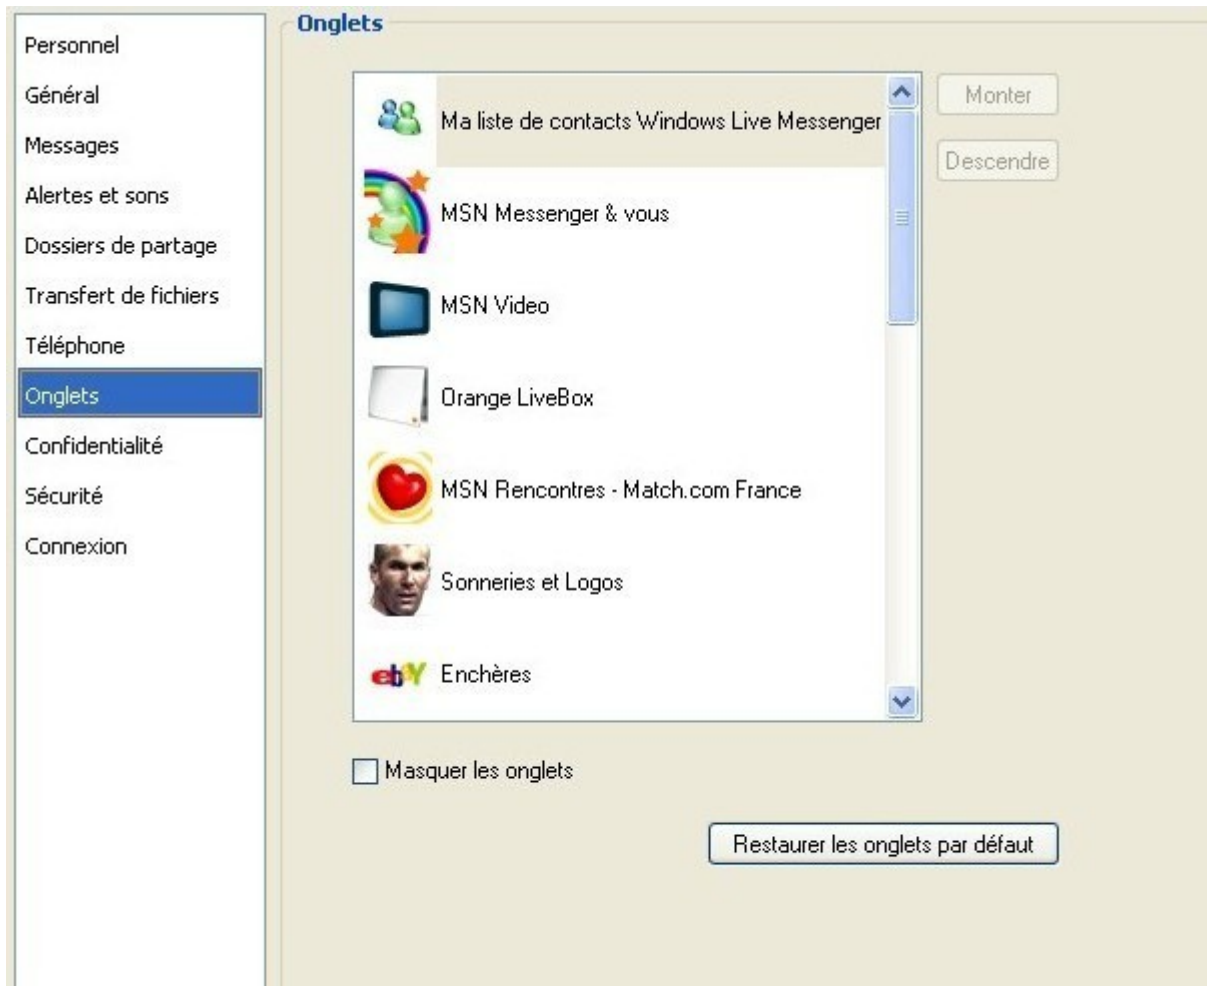 Personnel
Général
Messages
Alertes et sons
Dossiers de partage
Transfert de fichiers
Téléphone
Onglets
Confidentialité
Sécurité
Connexion
Onglets
Ma liste de contacts Windows Live Messenger
MSN Messenger & vous
MSN Video
Orange LiveBox
MSN Rencontres - Match.com France
Sonneries et Logos
ebY Enchères
Monter
Descendre
Masquer les onglets
Restaurer les onglets par défaut